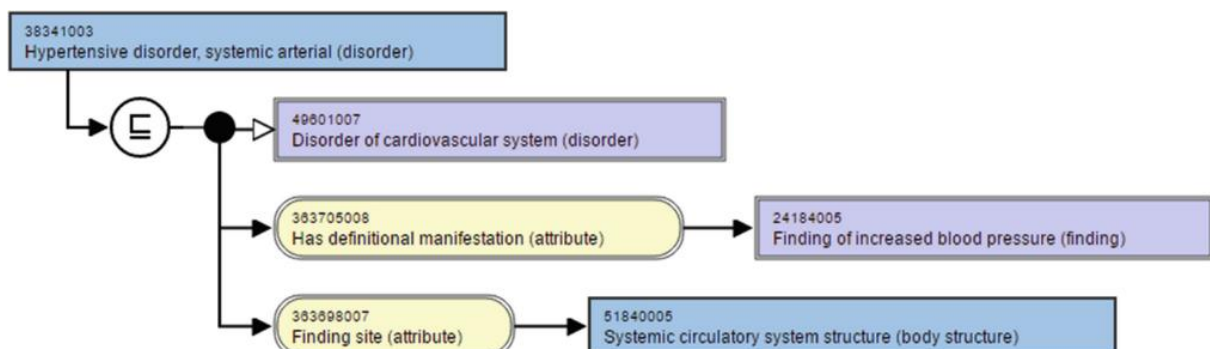 38341003
Hypertensive disorder, systemic arterial (disorder)
⊑
49601007
Disorder of cardiovascular system (disorder)
363705008
Has definitional manifestation (attribute)
24184005
Finding of increased blood pressure (finding)
363698007
Finding site (attribute)
51840005
Systemic circulatory system structure (body structure)